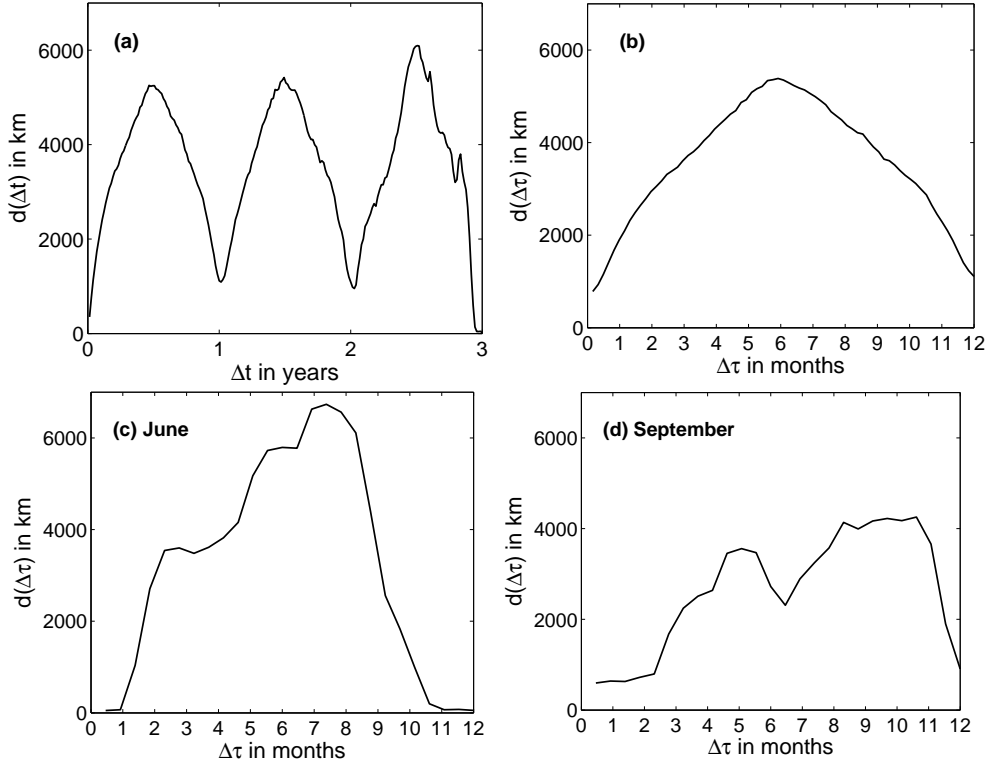 (a)
d(Δt) in km
6000
4000
2000
0
0 1 2 3
Δt in years
(b)
d(Δτ) in km
6000
4000
2000
0
0 1 2 3 4 5 6 7 8 9 10 11 12
Δτ in months
(c) June
d(Δτ) in km
6000
4000
2000
0
0 1 2 3 4 5 6 7 8 9 10 11 12
Δτ in months
(d) September
d(Δτ) in km
6000
4000
2000
0
0 1 2 3 4 5 6 7 8 9 10 11 12
Δτ in months